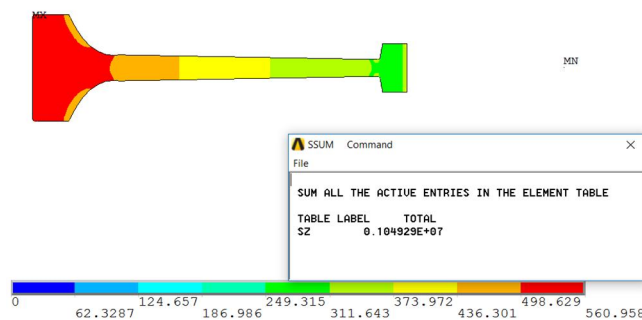 MX
MN
SSUM Command
File
SUM ALL THE ACTIVE ENTRIES IN THE ELEMENT TABLE
TABLE LABEL TOTAL
SZ 0.104929E+07
0 124.657 249.315 373.972 498.629
62.3287 186.986 311.643 436.301 560.958